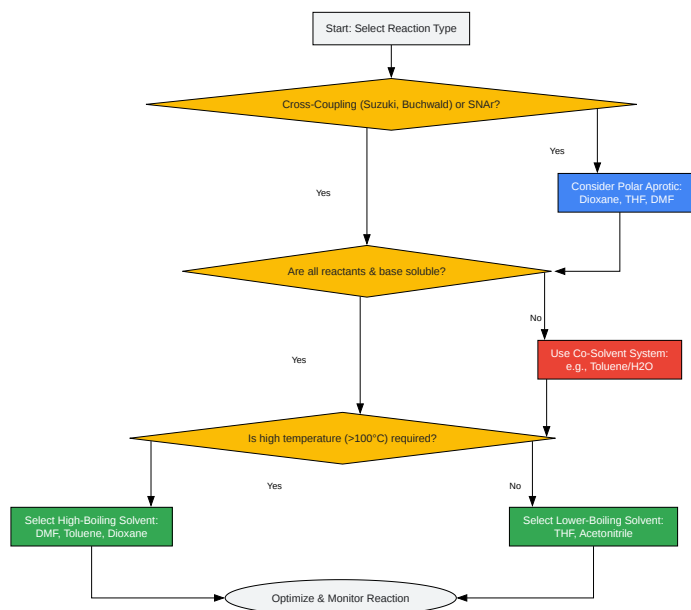 Start: Select Reaction Type
Cross-Coupling (Suzuki, Buchwald) or SNAr?
Yes
Consider Polar Aprotic:
Dioxane, THF, DMF
Yes
Are all reactants & base soluble?
No
Use Co-Solvent System:
e.g., Toluene/H2O
Yes
Is high temperature (>100°C) required?
Yes
No
Select High-Boiling Solvent:
DMF, Toluene, Dioxane
Select Lower-Boiling Solvent:
THF, Acetonitrile
Optimize & Monitor Reaction